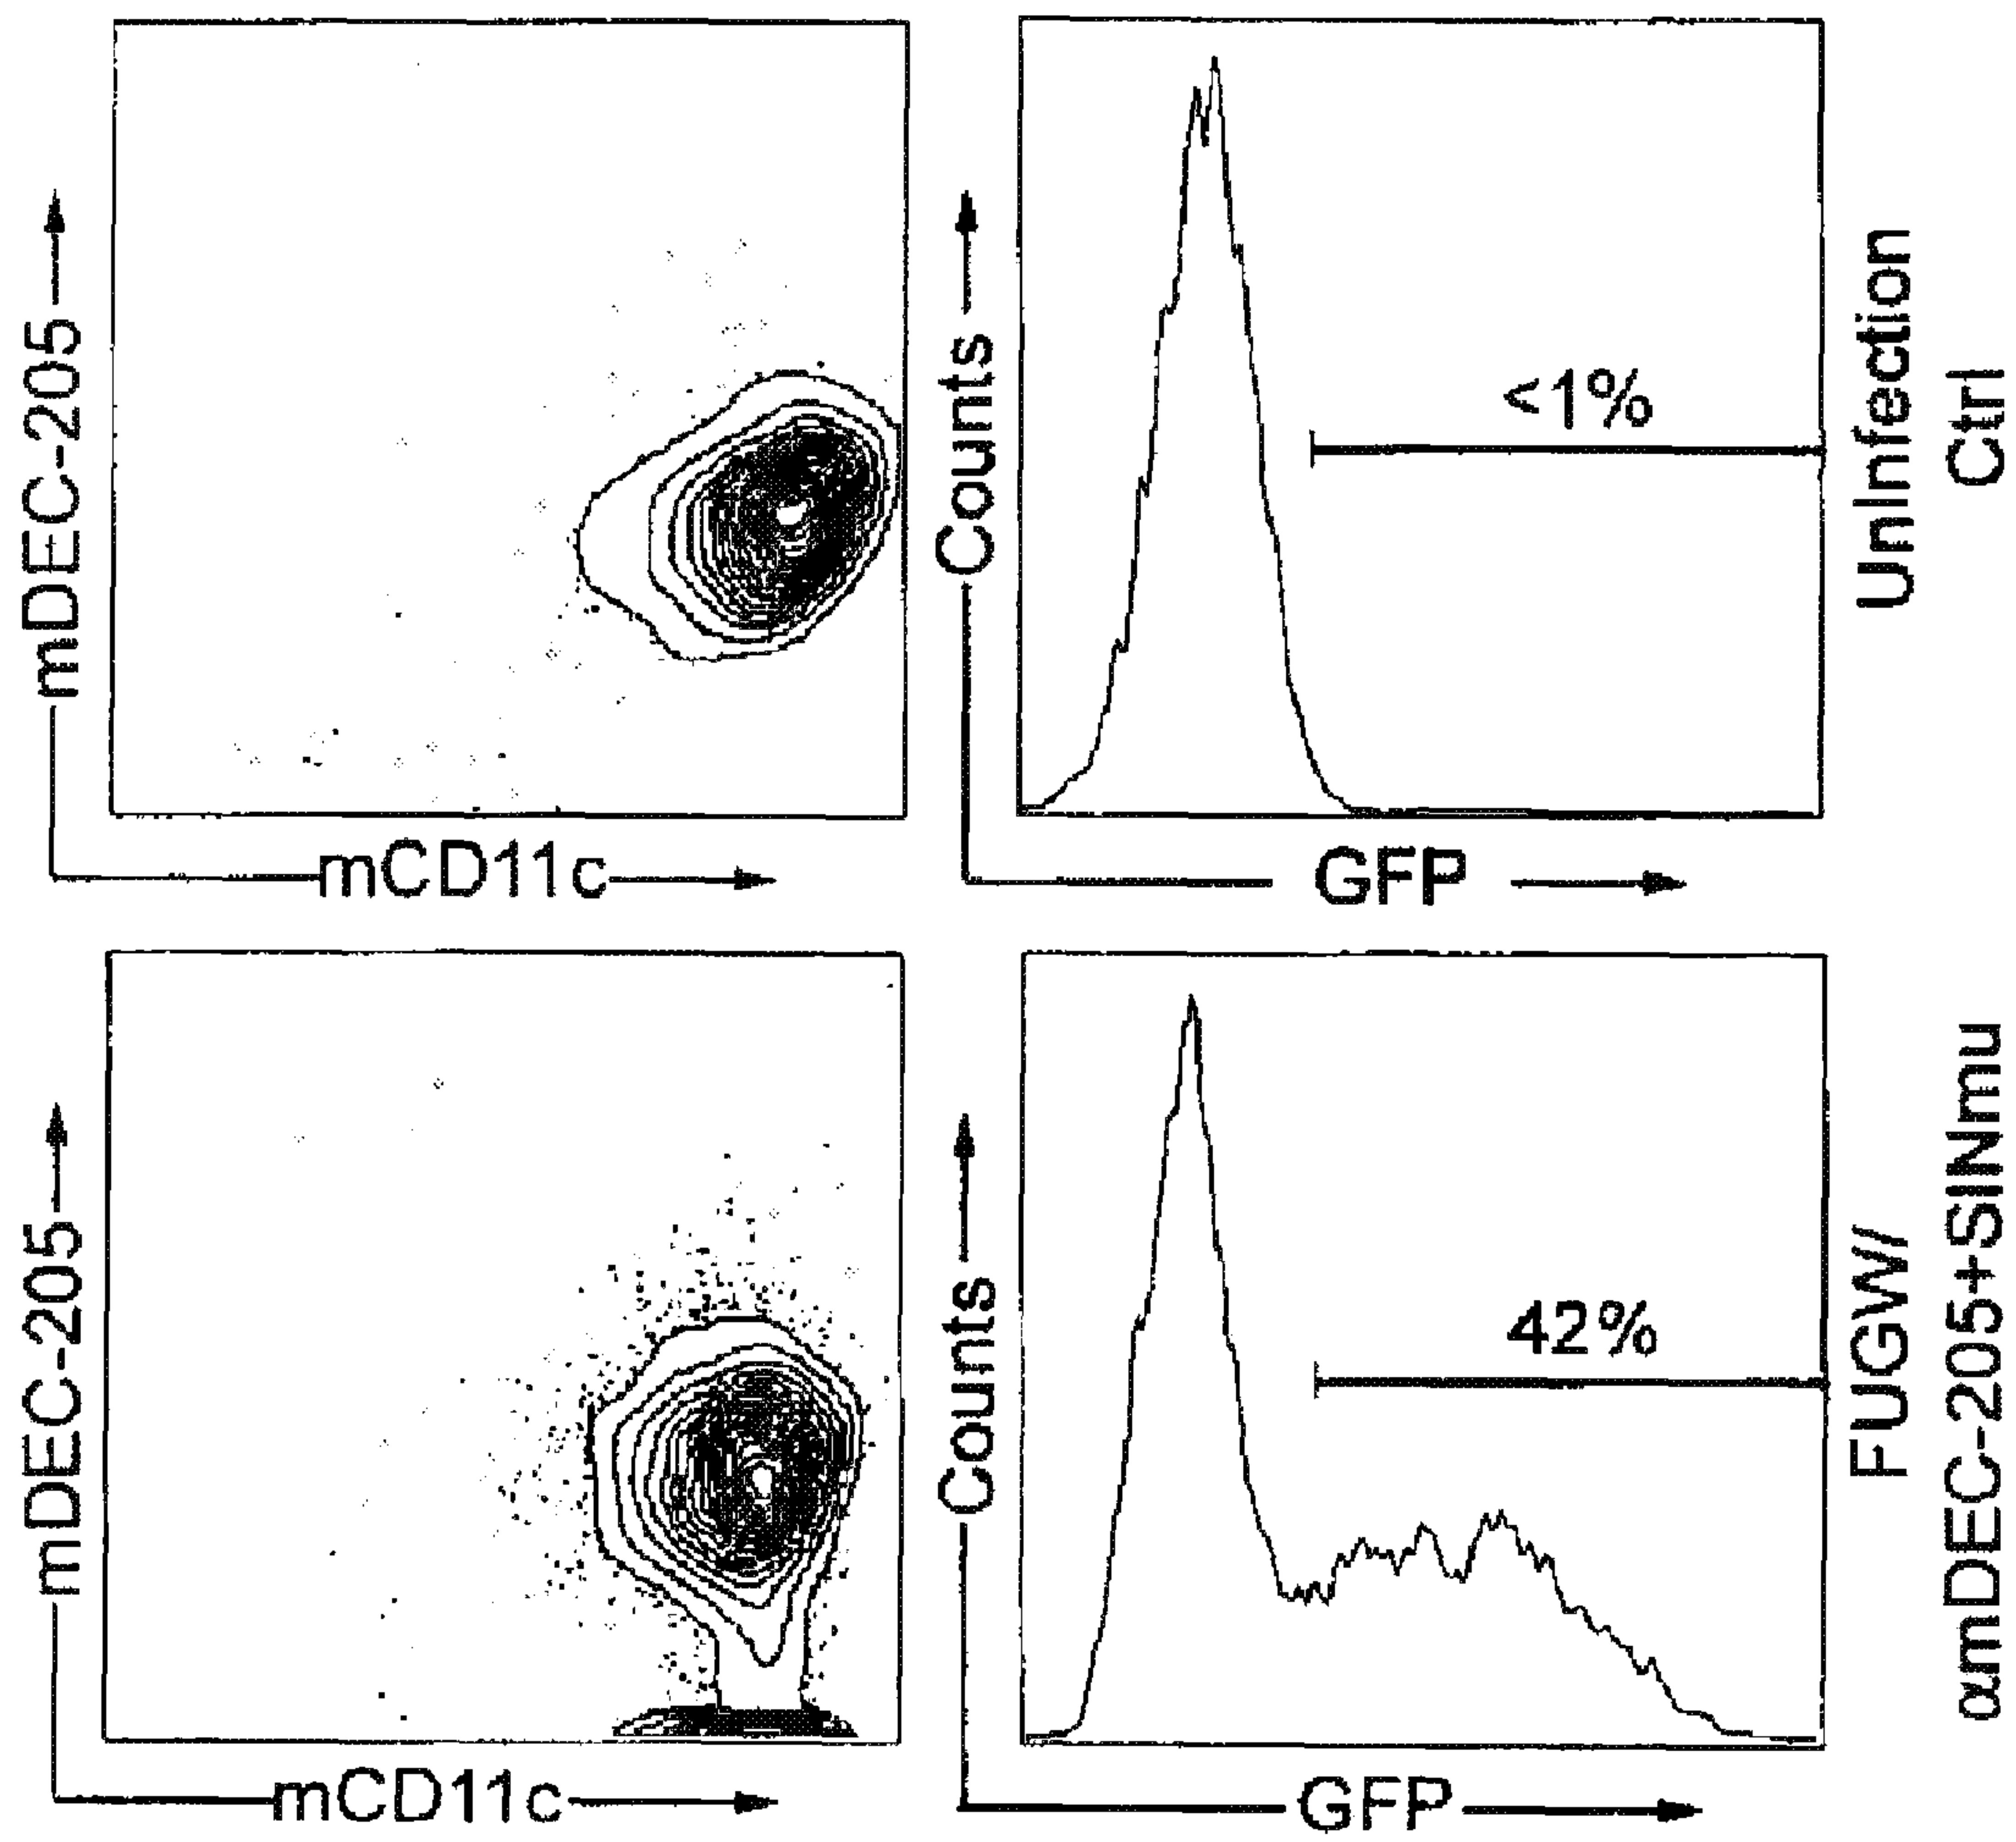 mDEC-205
mCD11c
Counts
GFP
<1%
UnInfection
Ctrl
mDEC-205
mCD11c
Counts
GFP
42%
FUGW/
αmDEC-205+SINmu